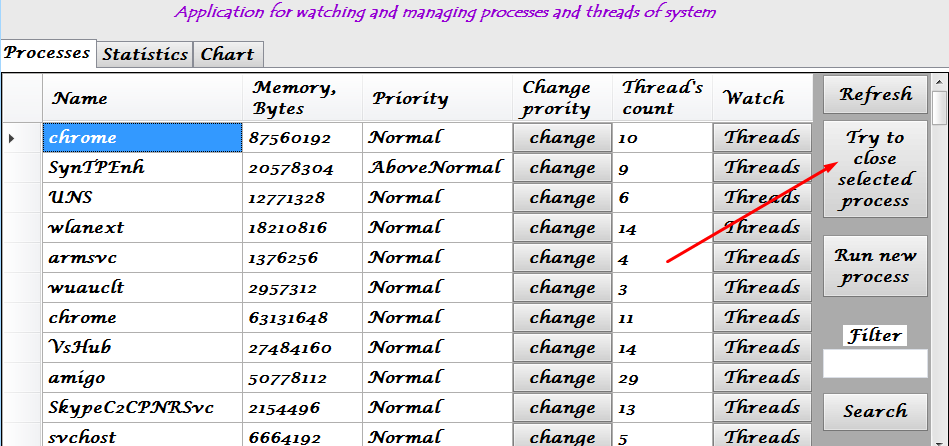 Application for watching and managing processes and threads of system
Processes Statistics Chart
Name Memory, Bytes Priority Change prority Thread's count Watch
chrome 87560192 Normal change 10 Threads
SynTPEnh 20578304 AboveNormal change 9 Threads
UNS 12771328 Normal change 6 Threads
wlanext 18210816 Normal change 14 Threads
armsvc 1376256 Normal change 4 Threads
wuauclt 2957312 Normal change 3 Threads
chrome 63131648 Normal change 11 Threads
VsHub 27484160 Normal change 14 Threads
amigo 50778112 Normal change 29 Threads
SkypeC2CPNRSvc 2154496 Normal change 13 Threads
svchost 6664192 Normal change 5 Threads
Refresh
Try to
close
selected
process
Run new
process
Filter
Search